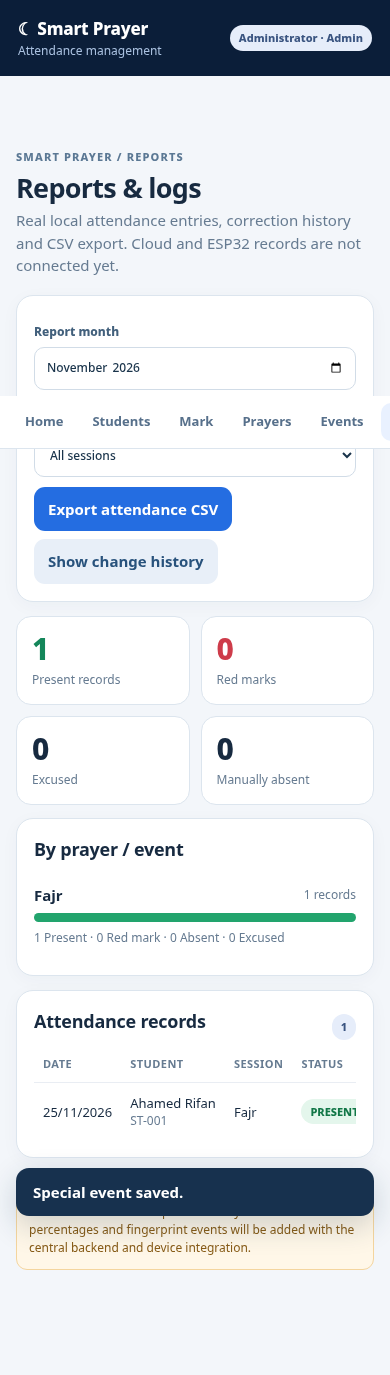 ☾ Smart Prayer
Attendance management
Administrator · Admin
SMART PRAYER / REPORTS
Reports & logs
Real local attendance entries, correction history
and CSV export. Cloud and ESP32 records are not
connected yet.
Report month
November 2026
Home Students Mark Prayers Events
All sessions
Export attendance CSV
Show change history
1
Present records
0
Red marks
0
Excused
0
Manually absent
By prayer / event
Fajr
1 records
1 Present · 0 Red mark · 0 Absent · 0 Excused
Attendance records
1
DATE STUDENT SESSION STATUS
25/11/2026 Ahamed Rifan Fajr PRESENT
ST-001
Special event saved.
percentages and fingerprint events will be added with the
central backend and device integration.